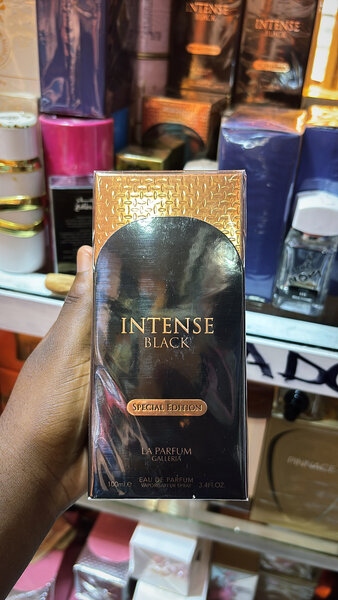 INTENSE
INTENSE
BLACK
INTENSE
BLACK
SPECIAL EDITION
LA PARFUM
GALLERIA
EAU DE PARFUM
100ml e VAPORISATEUR SPRAY 3.4FL.OZ.
ADO
PINNACE